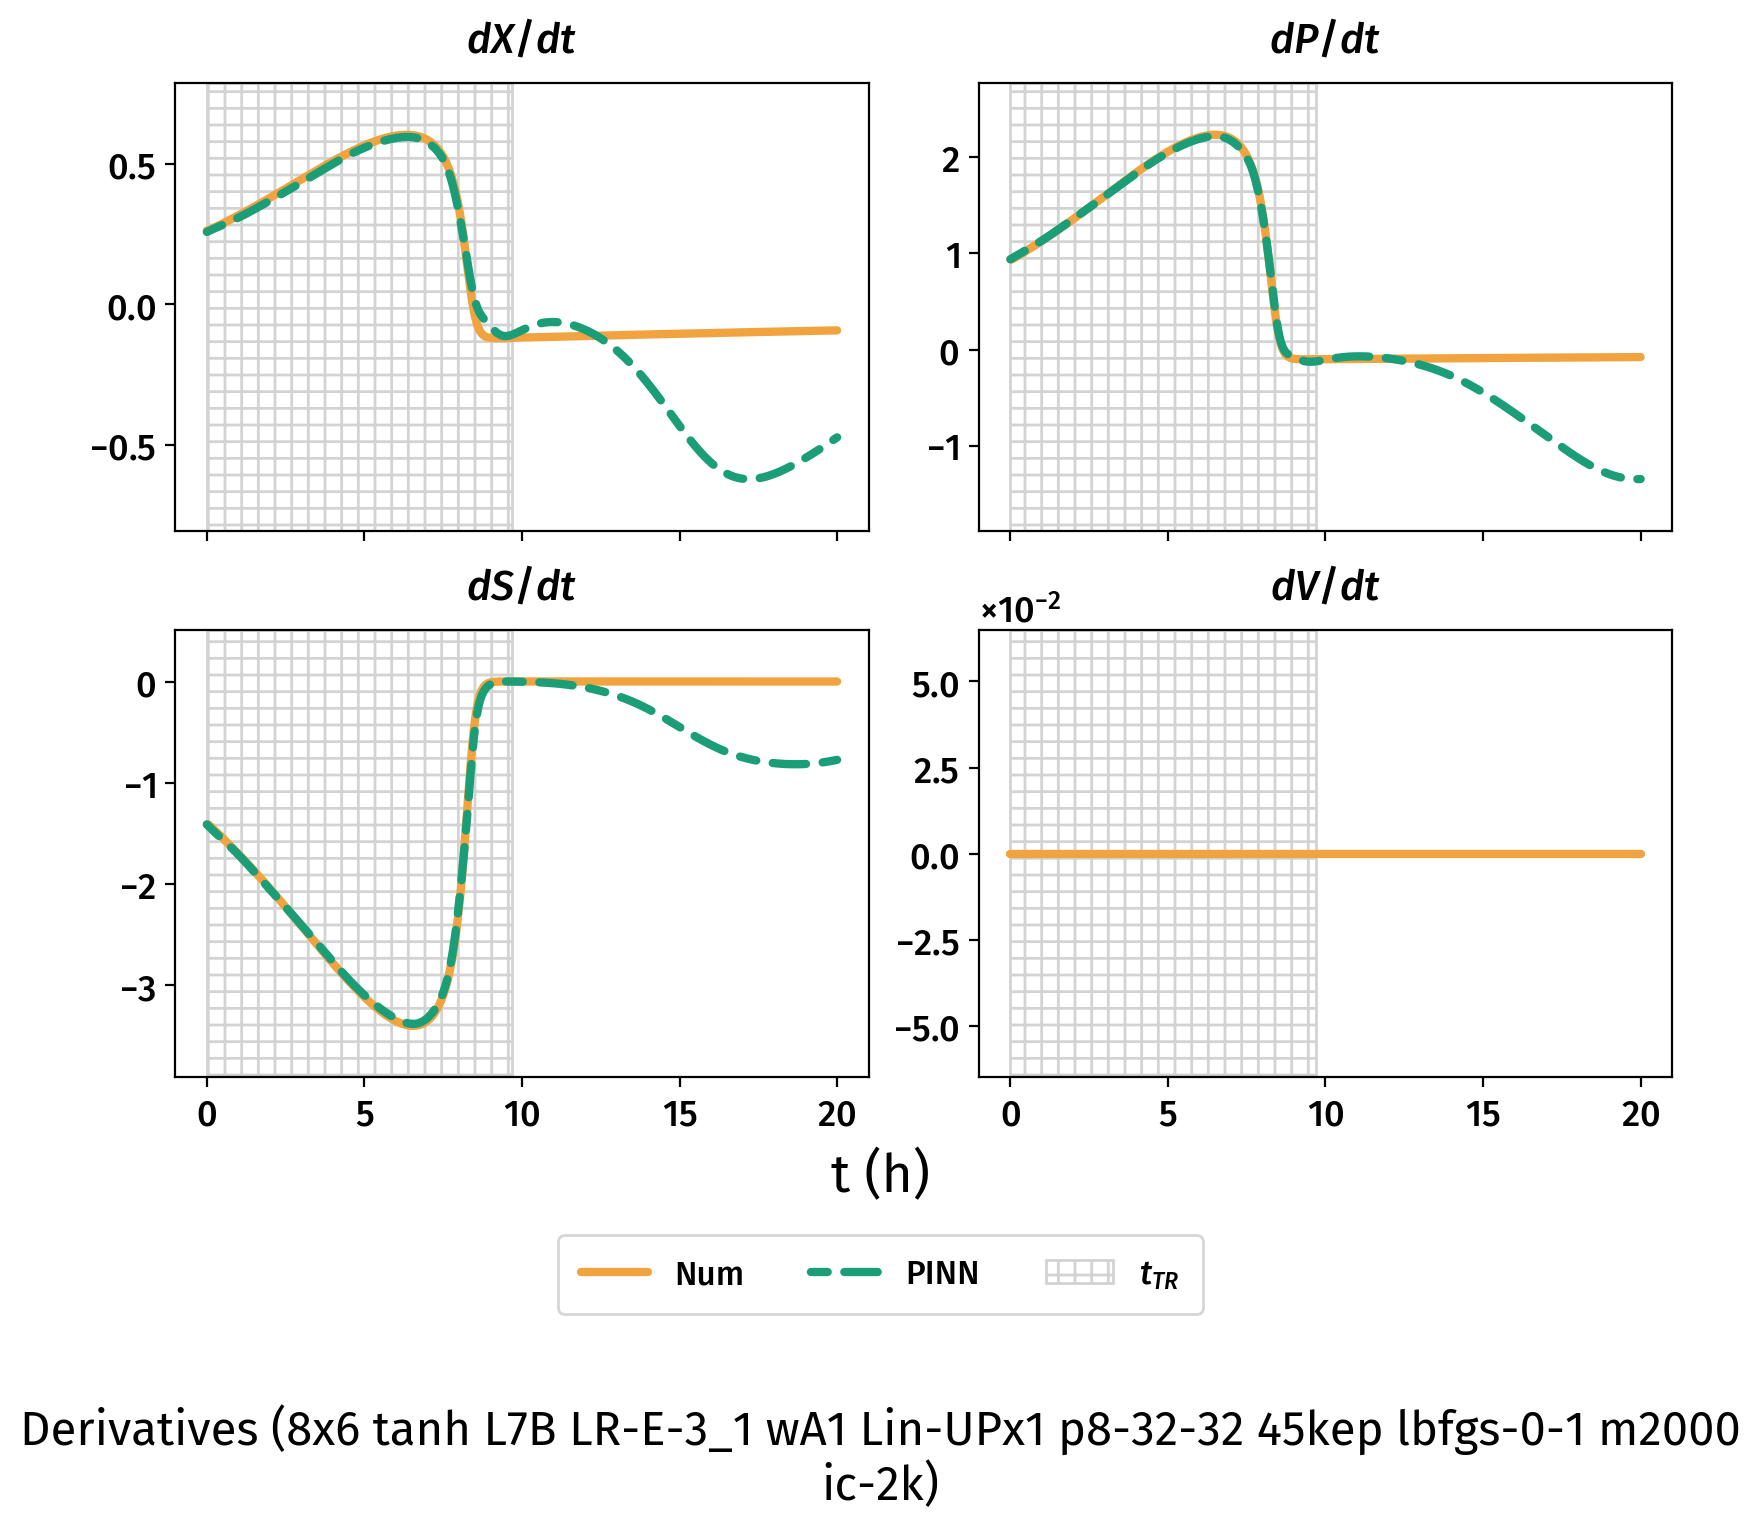 dX/dt
dP/dt
0.5
0.0
−0.5
2
1
0
−1
dS/dt
dV/dt
×10⁻²
0
−1
−2
−3
5.0
2.5
0.0
−2.5
−5.0
0 5 10 15 20
0 5 10 15 20
t (h)
Num PINN t_TR
Derivatives (8x6 tanh L7B LR-E-3_1 wA1 Lin-UPx1 p8-32-32 45kep lbfgs-0-1 m2000
ic-2k)